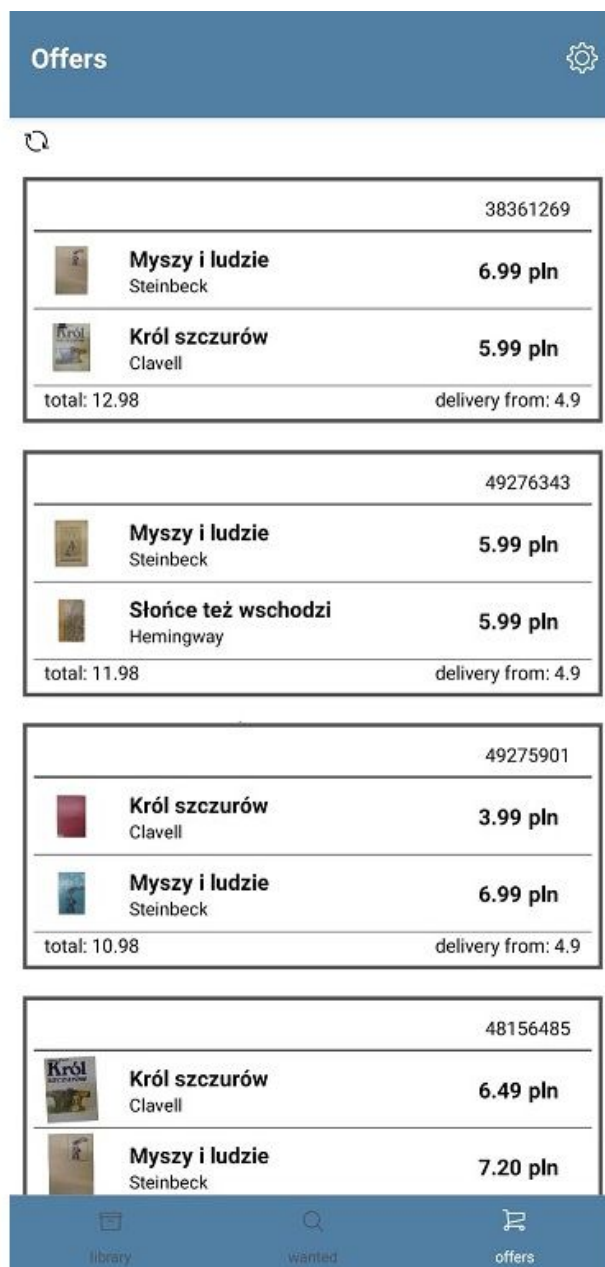 Offers
38361269
Myszy i ludzie
Steinbeck
6.99 pln
Król szczurów
Clavell
5.99 pln
total: 12.98
delivery from: 4.9
49276343
Myszy i ludzie
Steinbeck
5.99 pln
Słońce też wschodzi
Hemingway
5.99 pln
total: 11.98
delivery from: 4.9
49275901
Król szczurów
Clavell
3.99 pln
Myszy i ludzie
Steinbeck
6.99 pln
total: 10.98
delivery from: 4.9
48156485
Król
szczurów
Król szczurów
Clavell
6.49 pln
Myszy i ludzie
Steinbeck
7.20 pln
library
wanted
offers